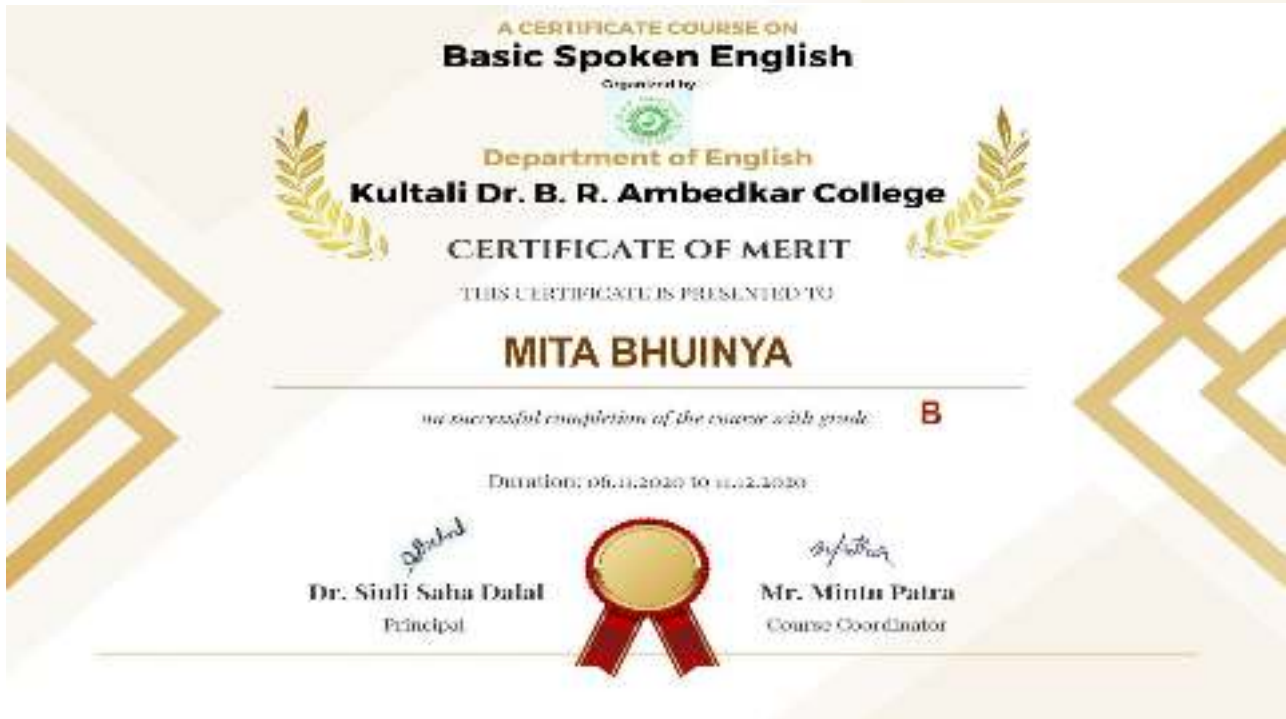 A CERTIFICATE COURSE ON
Basic Spoken English
Organized by
Department of English
Kultali Dr. B. R. Ambedkar College
CERTIFICATE OF MERIT
THIS CERTIFICATE IS PRESENTED TO
MITA BHUINYA
on successful completion of the course with grade B
Duration: 06.11.2020 to 11.12.2020
Dr. Siuli Saha Dalal
Mr. Mintu Patra
Principal
Course Coordinator